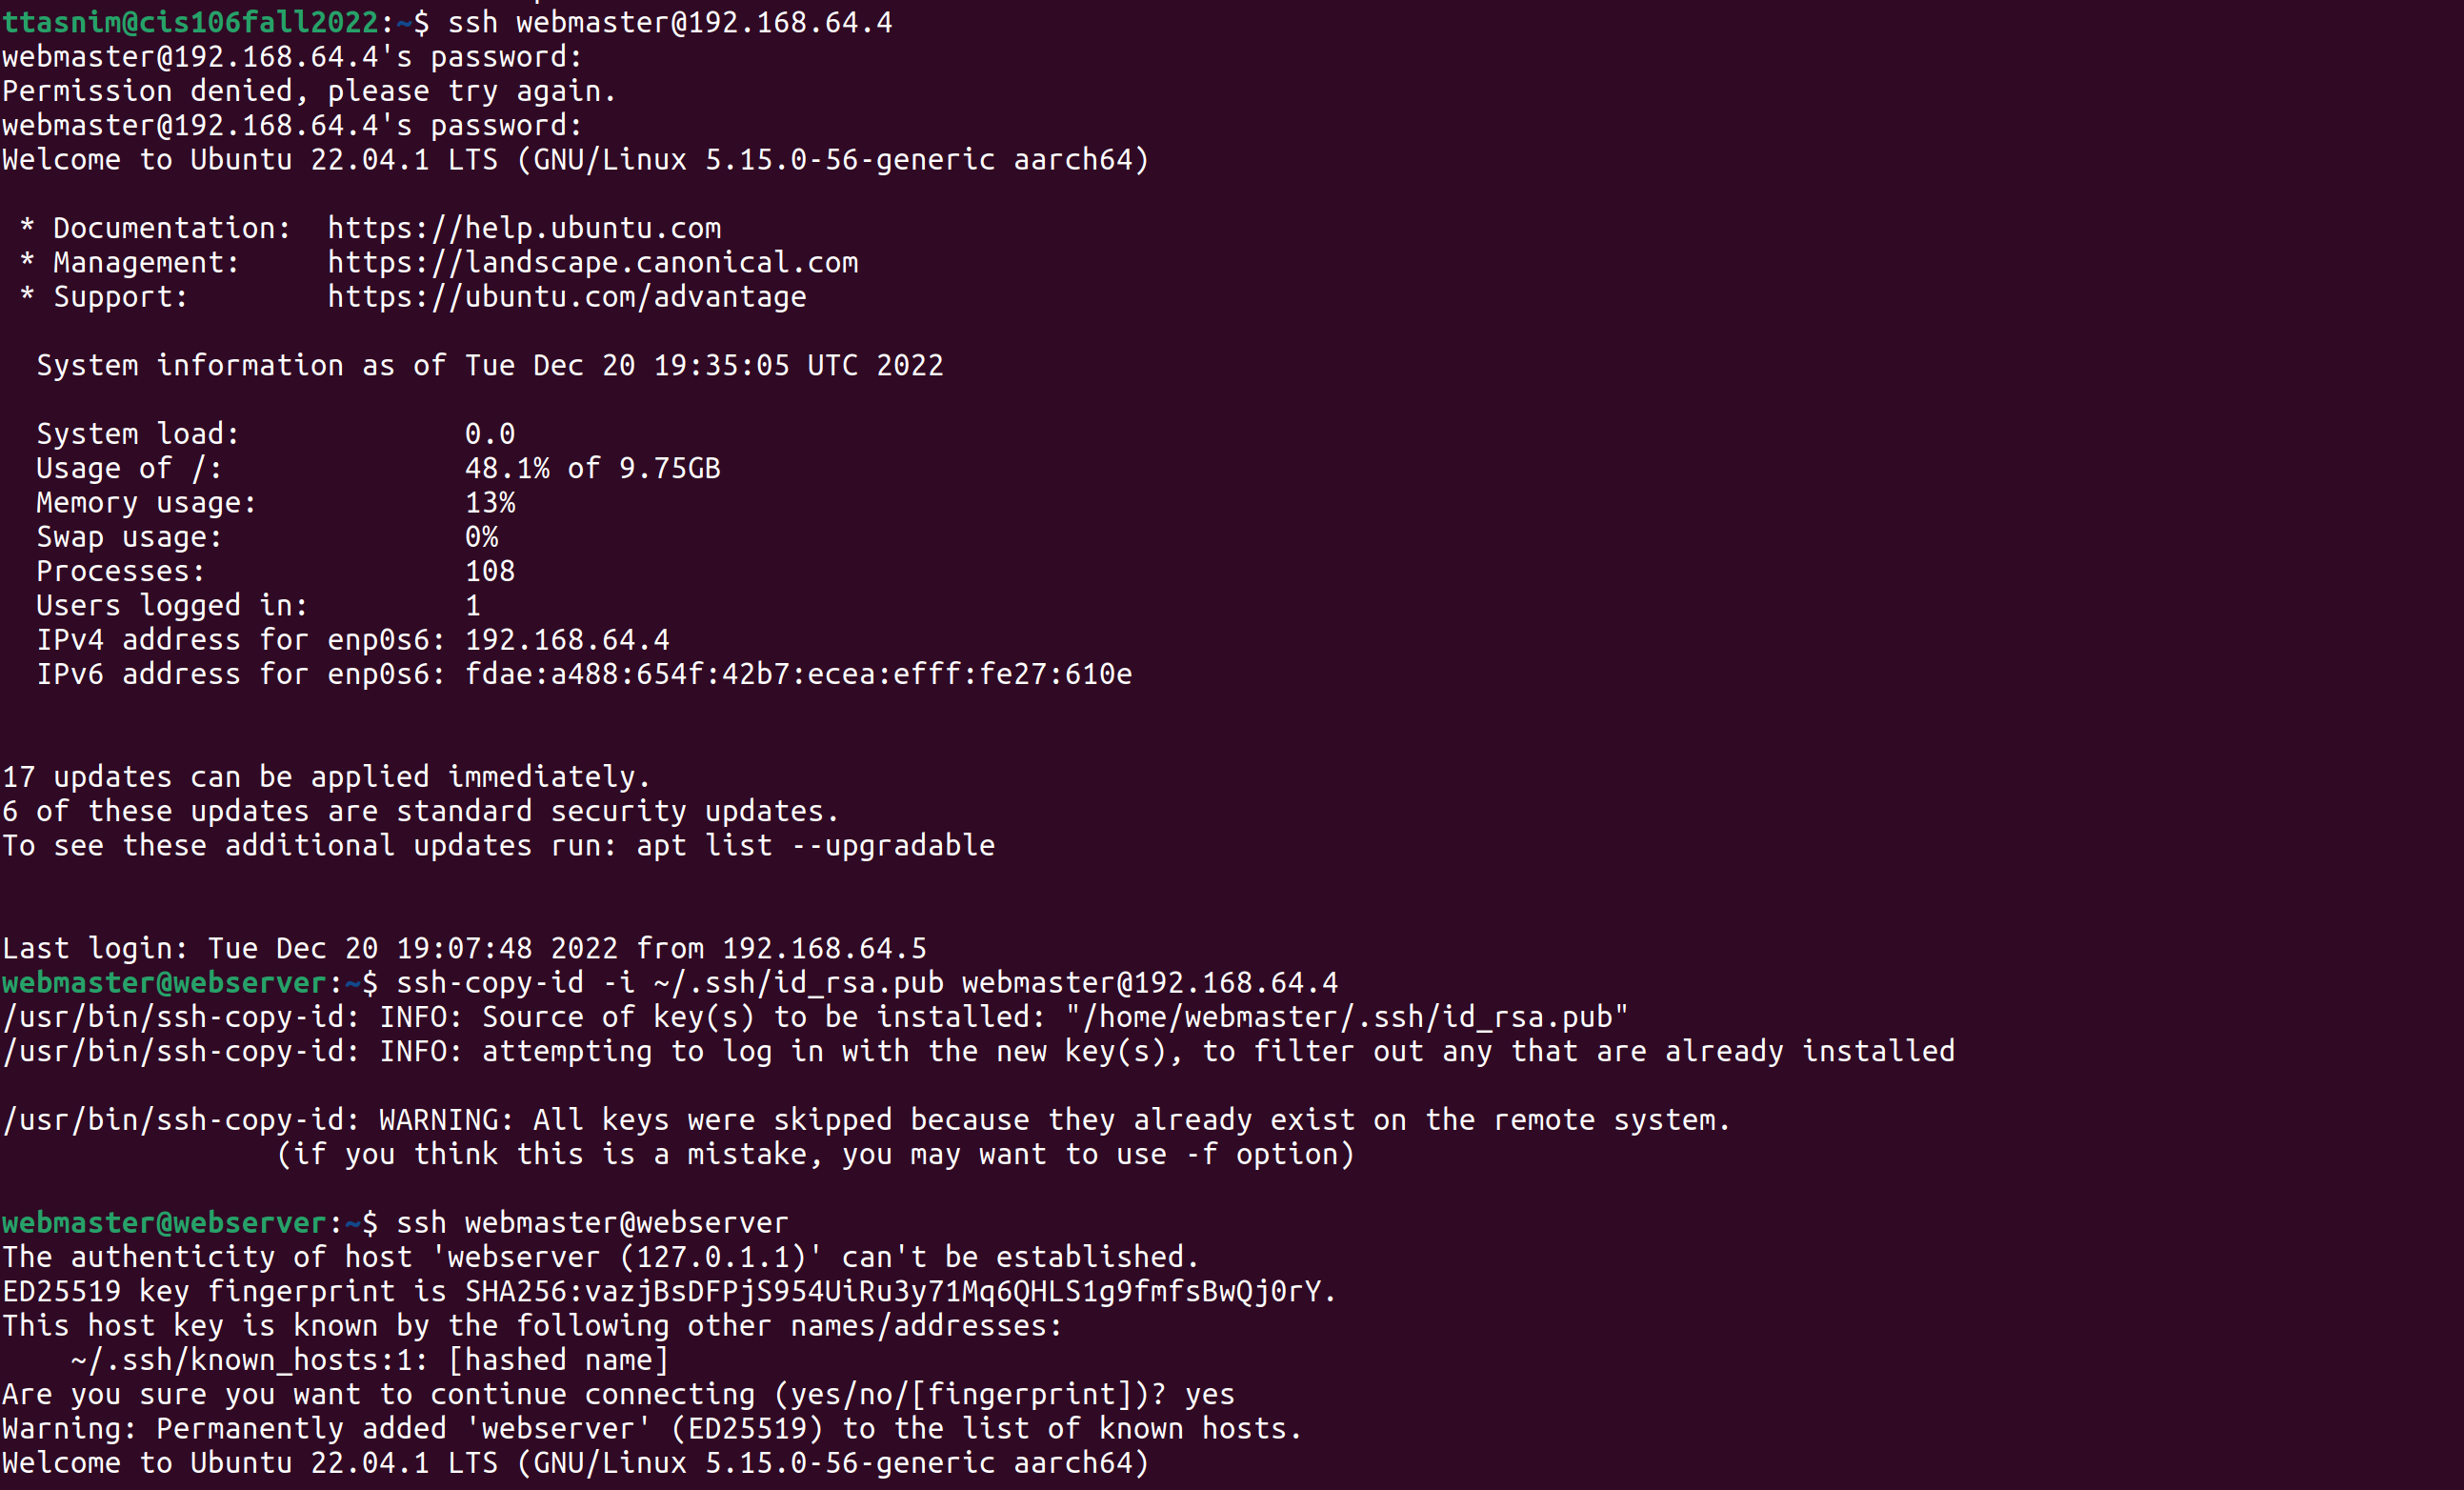 ttasnim@cis106fall2022:~$ ssh webmaster@192.168.64.4
webmaster@192.168.64.4's password:
Permission denied, please try again.
webmaster@192.168.64.4's password:
Welcome to Ubuntu 22.04.1 LTS (GNU/Linux 5.15.0-56-generic aarch64)

 * Documentation:  https://help.ubuntu.com
 * Management:     https://landscape.canonical.com
 * Support:        https://ubuntu.com/advantage

  System information as of Tue Dec 20 19:35:05 UTC 2022

  System load:             0.0
  Usage of /:              48.1% of 9.75GB
  Memory usage:            13%
  Swap usage:              0%
  Processes:               108
  Users logged in:         1
  IPv4 address for enp0s6: 192.168.64.4
  IPv6 address for enp0s6: fdae:a488:654f:42b7:ecea:efff:fe27:610e

17 updates can be applied immediately.
6 of these updates are standard security updates.
To see these additional updates run: apt list --upgradable

Last login: Tue Dec 20 19:07:48 2022 from 192.168.64.5
webmaster@webserver:~$ ssh-copy-id -i ~/.ssh/id_rsa.pub webmaster@192.168.64.4
/usr/bin/ssh-copy-id: INFO: Source of key(s) to be installed: "/home/webmaster/.ssh/id_rsa.pub"
/usr/bin/ssh-copy-id: INFO: attempting to log in with the new key(s), to filter out any that are already installed

/usr/bin/ssh-copy-id: WARNING: All keys were skipped because they already exist on the remote system.
                (if you think this is a mistake, you may want to use -f option)

webmaster@webserver:~$ ssh webmaster@webserver
The authenticity of host 'webserver (127.0.1.1)' can't be established.
ED25519 key fingerprint is SHA256:vazjBsDFPjS954UiRu3y71Mq6QHLS1g9fmfsBwQj0rY.
This host key is known by the following other names/addresses:
    ~/.ssh/known_hosts:1: [hashed name]
Are you sure you want to continue connecting (yes/no/[fingerprint])? yes
Warning: Permanently added 'webserver' (ED25519) to the list of known hosts.
Welcome to Ubuntu 22.04.1 LTS (GNU/Linux 5.15.0-56-generic aarch64)